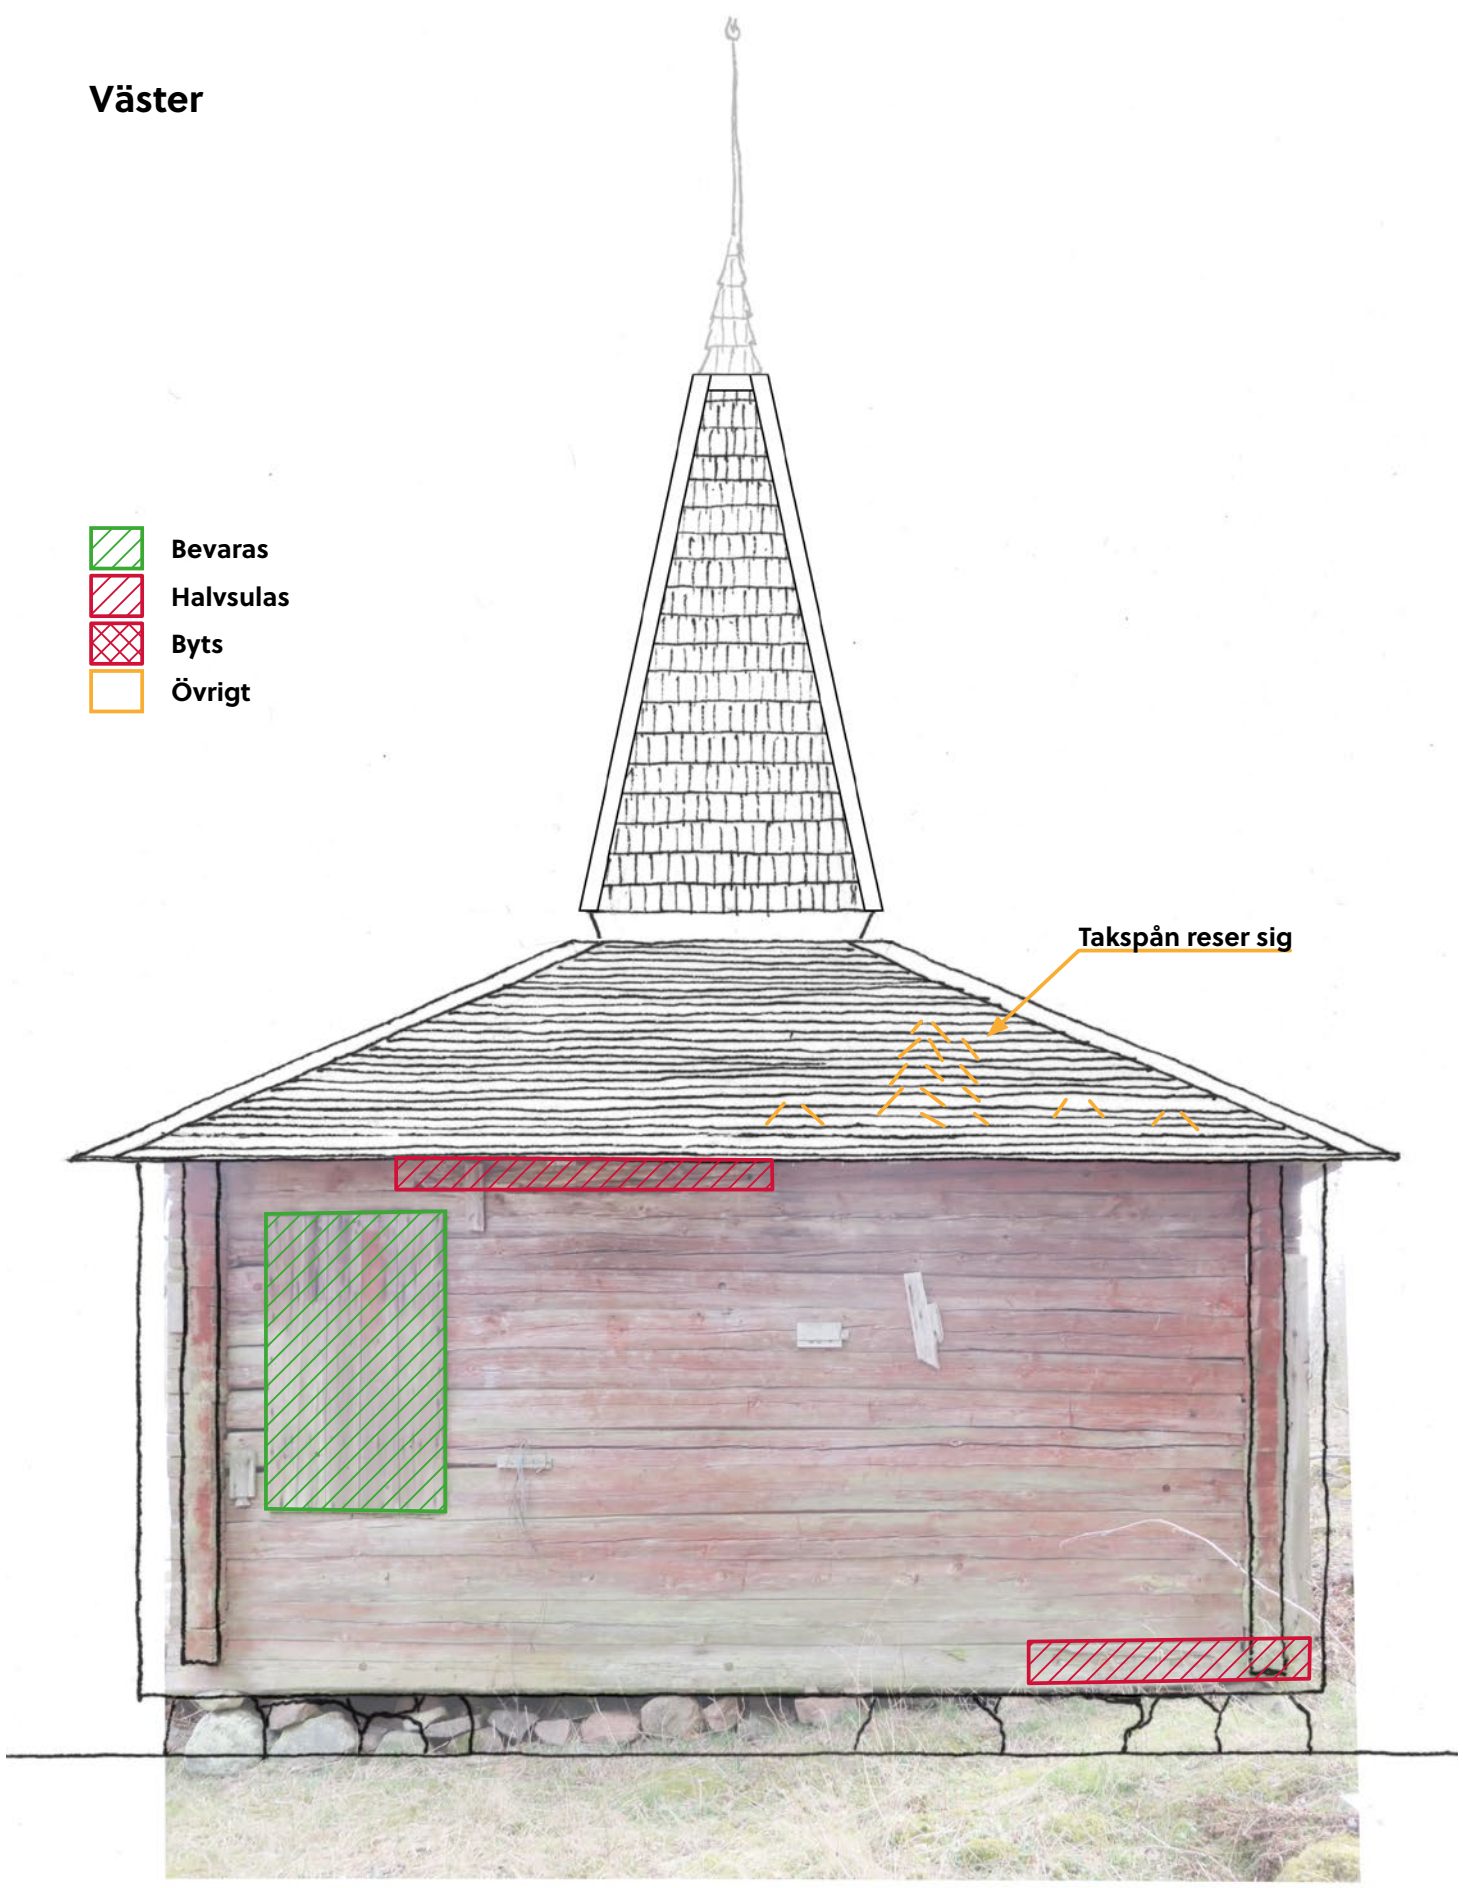 Väster
Bevaras
Halvsulas
Byts
Övrigt
Takspån reser sig